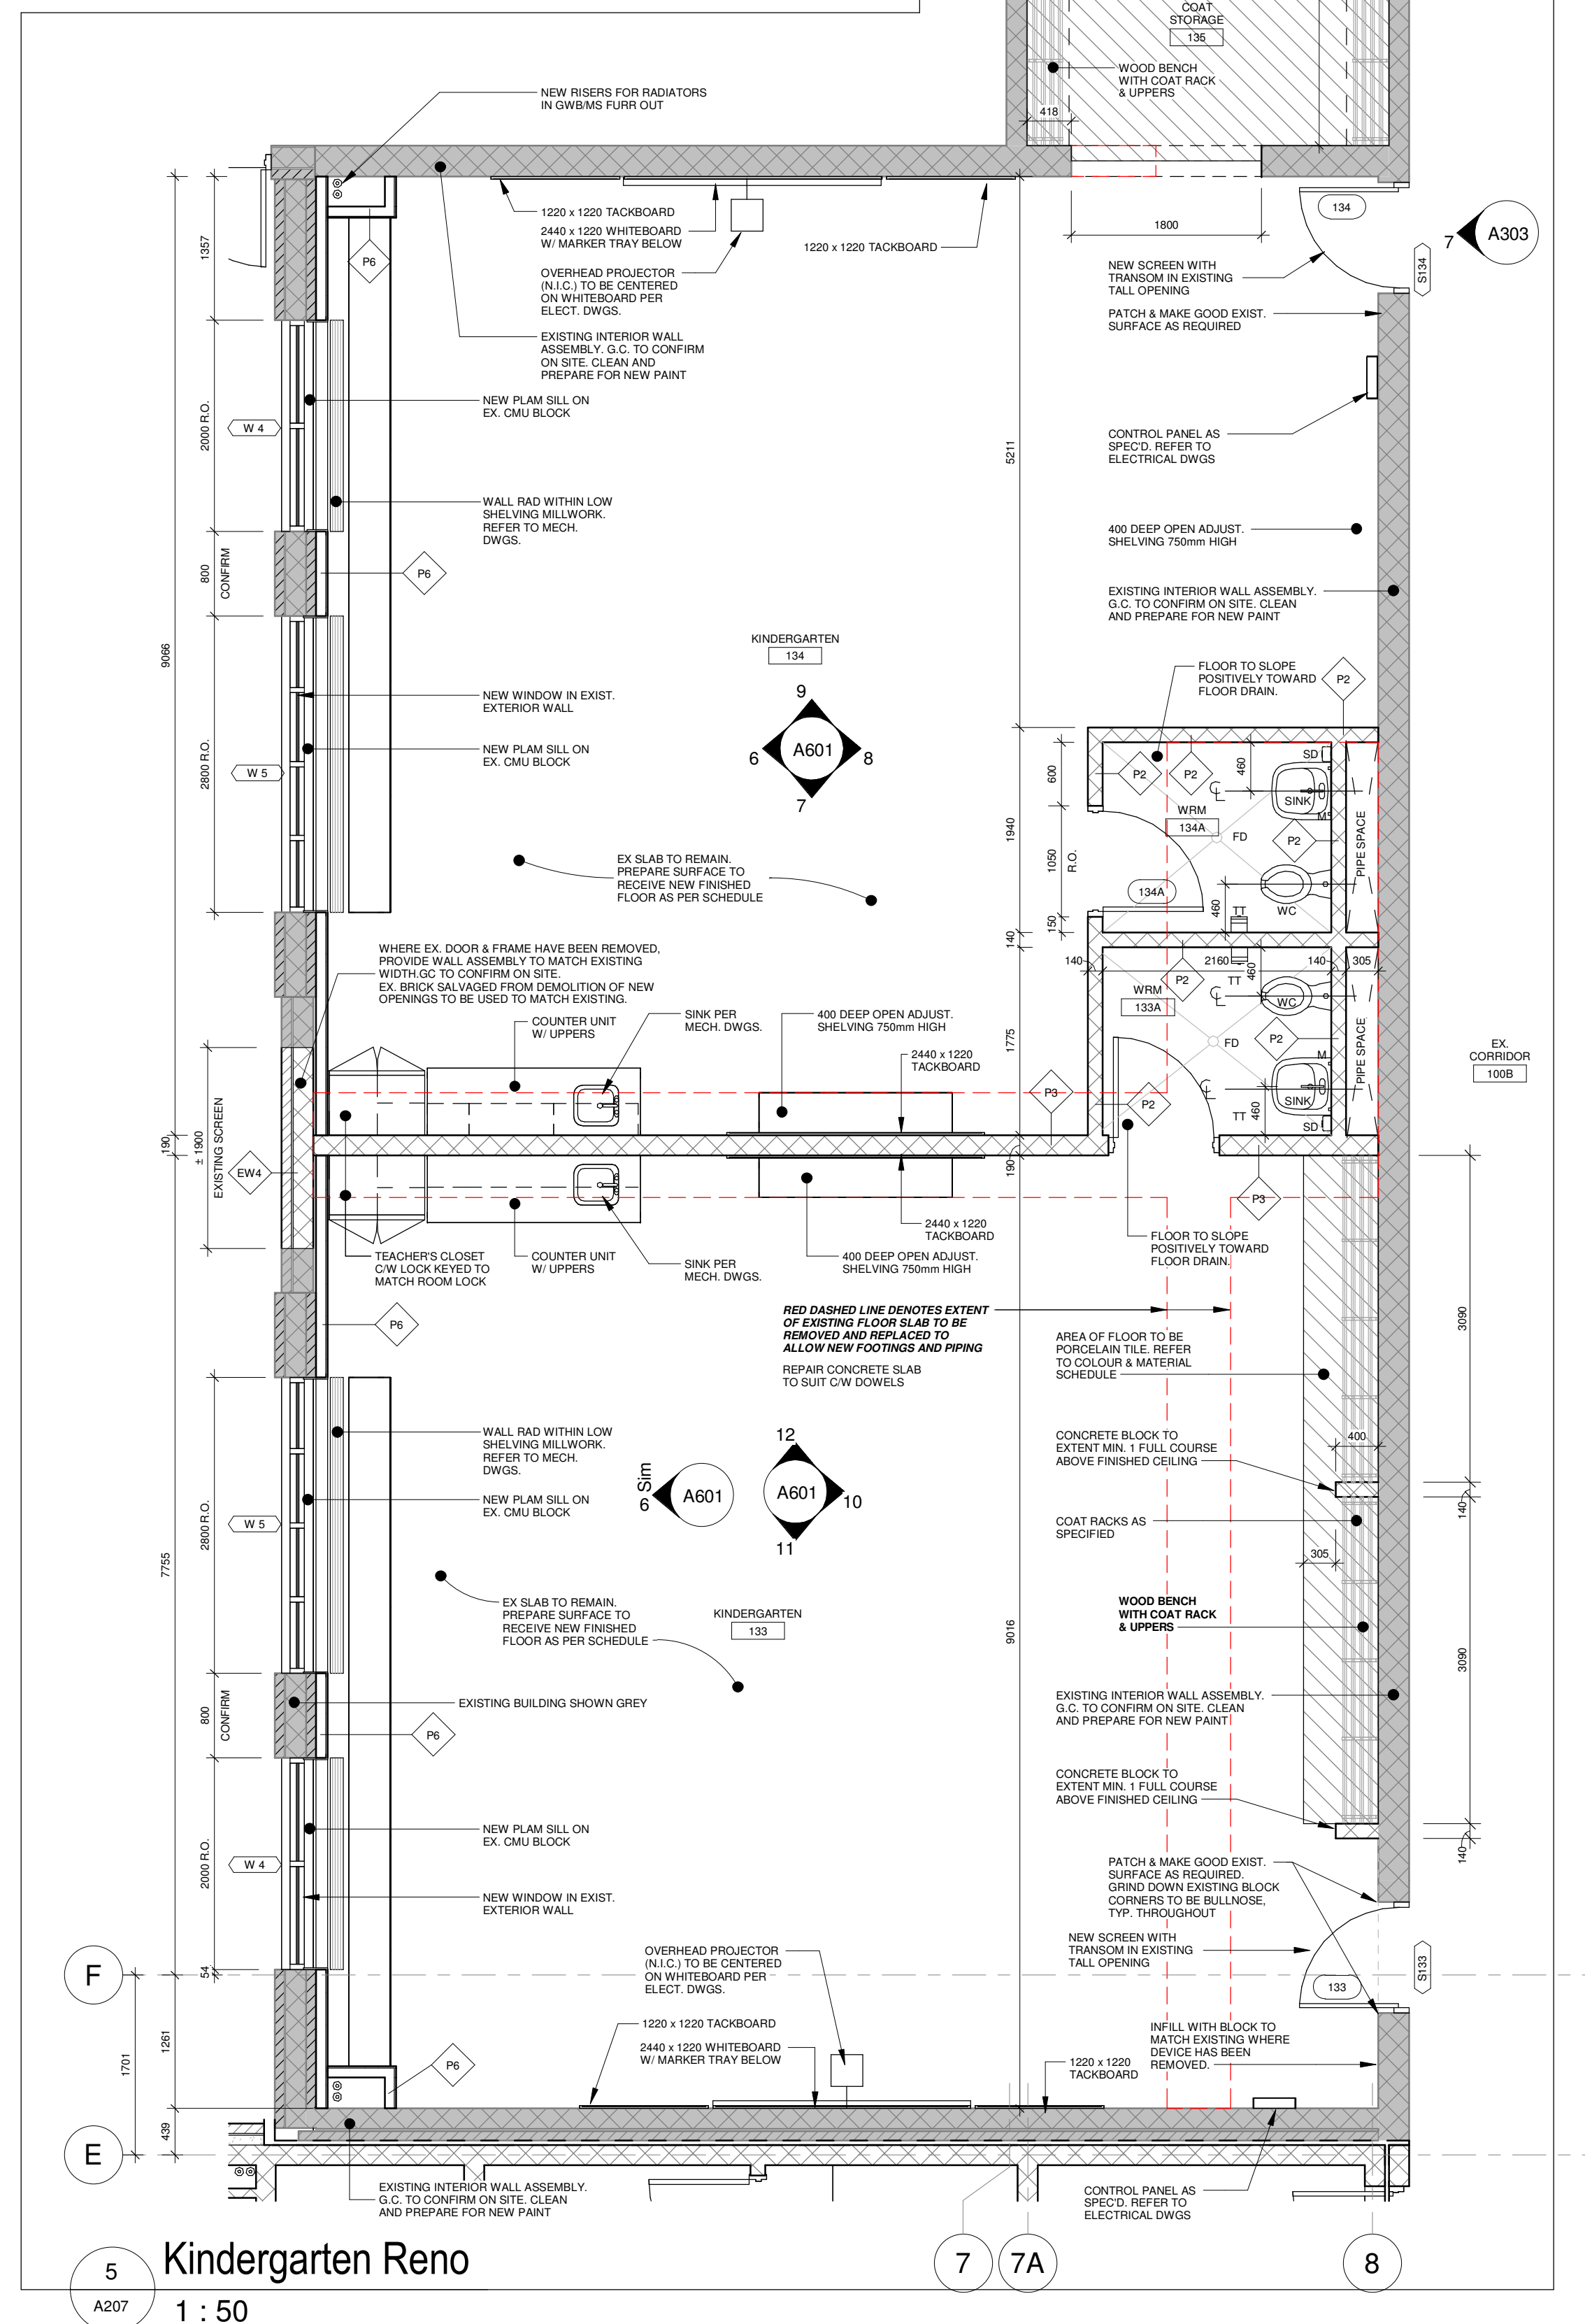 COAT
STORAGE
135
WOOD BENCH
WITH COAT RACK
& UPPERS
418
NEW RISERS FOR RADIATORS
IN GWB/MS FURR OUT
1220 x 1220 TACKBOARD
2440 x 1220 WHITEBOARD
W/ MARKER TRAY BELOW
OVERHEAD PROJECTOR
(N.I.C.) TO BE CENTERED
ON WHITEBOARD PER
ELECT. DWGS.
EXISTING INTERIOR WALL
ASSEMBLY. G.C. TO CONFIRM
ON SITE. CLEAN AND
PREPARE FOR NEW PAINT
1220 x 1220 TACKBOARD
1800
134
7
A303
S134
NEW SCREEN WITH
TRANSOM IN EXISTING
TALL OPENING
PATCH & MAKE GOOD EXIST.
SURFACE AS REQUIRED
P6
1357
2000 R.O.
W 4
NEW PLAM SILL ON
EX. CMU BLOCK
CONTROL PANEL AS
SPEC'D. REFER TO
ELECTRICAL DWGS
5211
WALL RAD WITHIN LOW
SHELVING MILLWORK.
REFER TO MECH.
DWGS.
400 DEEP OPEN ADJUST.
SHELVING 750mm HIGH
800
CONFIRM
P6
EXISTING INTERIOR WALL ASSEMBLY.
G.C. TO CONFIRM ON SITE. CLEAN
AND PREPARE FOR NEW PAINT
9066
KINDERGARTEN
134
FLOOR TO SLOPE
POSITIVELY TOWARD
FLOOR DRAIN.
P2
NEW WINDOW IN EXIST.
EXTERIOR WALL
NEW PLAM SILL ON
EX. CMU BLOCK
2800 R.O.
W 5
9
6
A601
8
7
600
P2
P2
460
SD
SINK
M
WRM
134A
FD
P2
PIPE SPACE
1940
1050
R.O.
134A
150
460
TT
WC
EX SLAB TO REMAIN.
PREPARE SURFACE TO
RECEIVE NEW FINISHED
FLOOR AS PER SCHEDULE
140
140
2160
140
305
WHERE EX. DOOR & FRAME HAVE BEEN REMOVED,
PROVIDE WALL ASSEMBLY TO MATCH EXISTING
WIDTH.GC TO CONFIRM ON SITE.
EX. BRICK SALVAGED FROM DEMOLITION OF NEW
OPENINGS TO BE USED TO MATCH EXISTING.
COUNTER UNIT
W/ UPPERS
SINK PER
MECH. DWGS.
400 DEEP OPEN ADJUST.
SHELVING 750mm HIGH
2440 x 1220
TACKBOARD
P2
TT
460
WC
WRM
133A
FD
P2
M
PIPE SPACE
SINK
460
TT
SD
1775
P3
P2
EX.
CORRIDOR
100B
190
± 1900
EXISTING SCREEN
EW4
190
P3
TEACHER'S CLOSET
C/W LOCK KEYED TO
MATCH ROOM LOCK
COUNTER UNIT
W/ UPPERS
SINK PER
MECH. DWGS.
400 DEEP OPEN ADJUST.
SHELVING 750mm HIGH
2440 x 1220
TACKBOARD
FLOOR TO SLOPE
POSITIVELY TOWARD
FLOOR DRAIN.
P6
RED DASHED LINE DENOTES EXTENT
OF EXISTING FLOOR SLAB TO BE
REMOVED AND REPLACED TO
ALLOW NEW FOOTINGS AND PIPING
REPAIR CONCRETE SLAB
TO SUIT C/W DOWELS
AREA OF FLOOR TO BE
PORCELAIN TILE. REFER
TO COLOUR & MATERIAL
SCHEDULE
3090
WALL RAD WITHIN LOW
SHELVING MILLWORK.
REFER TO MECH.
DWGS.
NEW PLAM SILL ON
EX. CMU BLOCK
Sim
6
A601
12
A601
10
11
CONCRETE BLOCK TO
EXTENT MIN. 1 FULL COURSE
ABOVE FINISHED CEILING
400
140
COAT RACKS AS
SPECIFIED
305
2800 R.O.
W 5
7755
EX SLAB TO REMAIN.
PREPARE SURFACE TO
RECEIVE NEW FINISHED
FLOOR AS PER SCHEDULE
KINDERGARTEN
133
9016
WOOD BENCH
WITH COAT RACK
& UPPERS
3090
800
CONFIRM
EXISTING BUILDING SHOWN GREY
P6
EXISTING INTERIOR WALL ASSEMBLY.
G.C. TO CONFIRM ON SITE. CLEAN
AND PREPARE FOR NEW PAINT
CONCRETE BLOCK TO
EXTENT MIN. 1 FULL COURSE
ABOVE FINISHED CEILING
140
NEW PLAM SILL ON
EX. CMU BLOCK
2000 R.O.
W 4
NEW WINDOW IN EXIST.
EXTERIOR WALL
PATCH & MAKE GOOD EXIST.
SURFACE AS REQUIRED.
GRIND DOWN EXISTING BLOCK
CORNERS TO BE BULLNOSE,
TYP. THROUGHOUT
NEW SCREEN WITH
TRANSOM IN EXISTING
TALL OPENING
133
S133
F
54
OVERHEAD PROJECTOR
(N.I.C.) TO BE CENTERED
ON WHITEBOARD PER
ELECT. DWGS.
1220 x 1220 TACKBOARD
2440 x 1220 WHITEBOARD
W/ MARKER TRAY BELOW
1220 x 1220
TACKBOARD
INFILL WITH BLOCK TO
MATCH EXISTING WHERE
DEVICE HAS BEEN
REMOVED.
1261
1701
P6
439
E
EXISTING INTERIOR WALL ASSEMBLY.
G.C. TO CONFIRM ON SITE. CLEAN
AND PREPARE FOR NEW PAINT
CONTROL PANEL AS
SPEC'D. REFER TO
ELECTRICAL DWGS
7
7A
8
5
A207
Kindergarten Reno
1 : 50